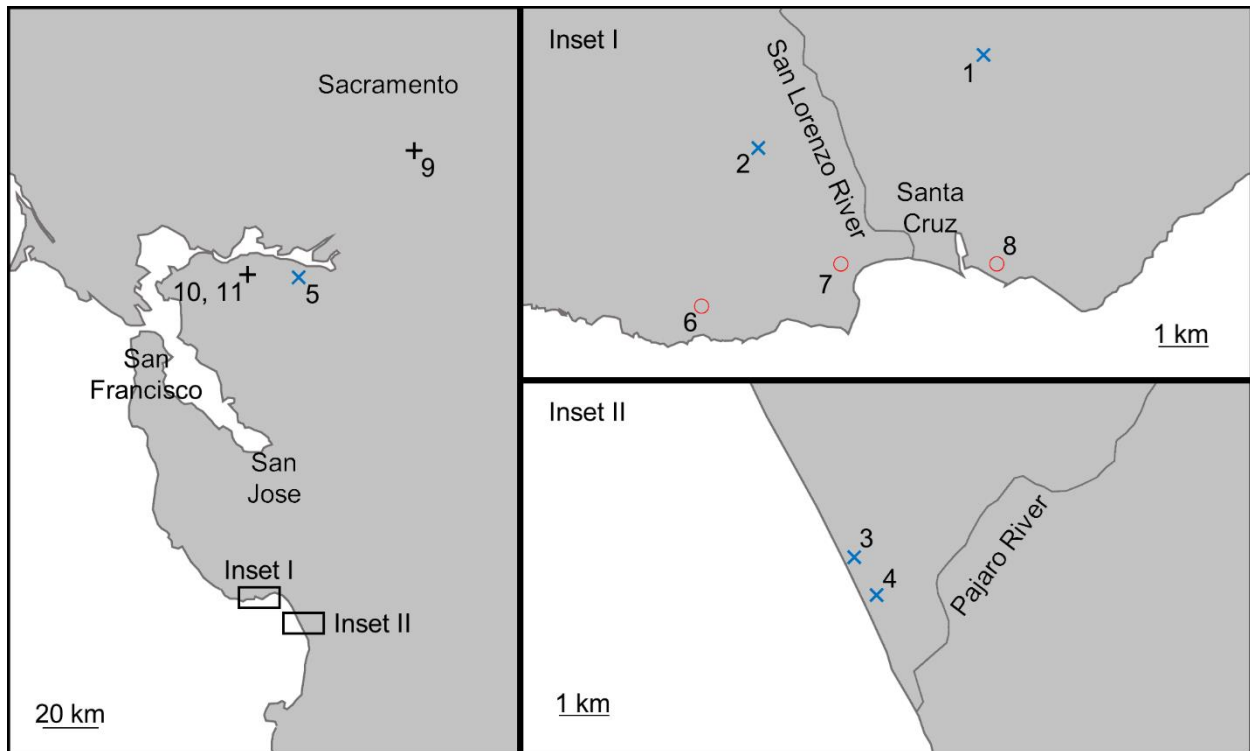 Sacramento
9
10, 11
5
San
Francisco
San
Jose
Inset I
Inset II
20 km
Inset I
1
2
San Lorenzo River
Santa
Cruz
8
7
6
1 km
Inset II
3
4
Pajaro River
1 km